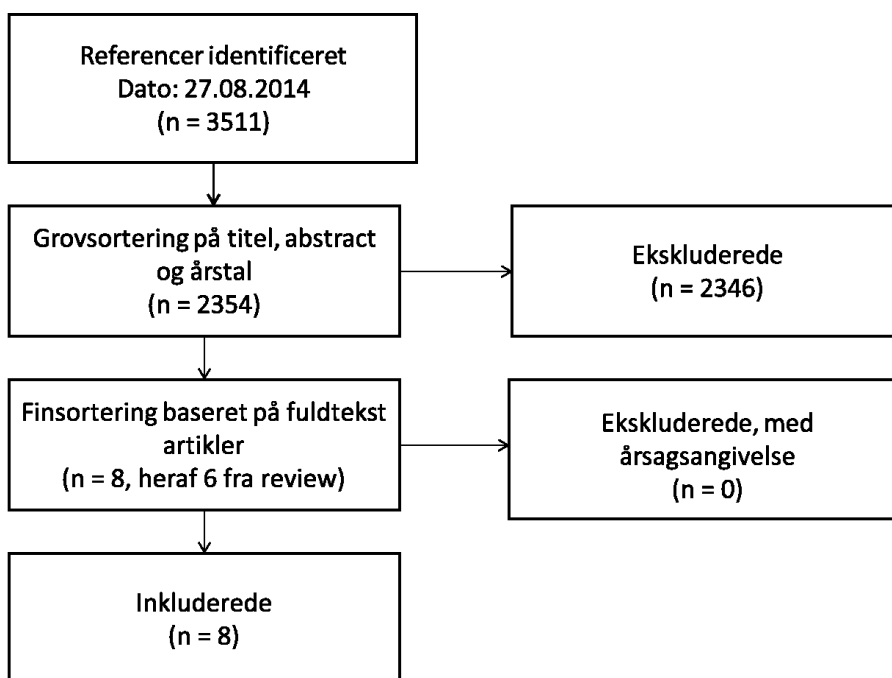 Referencer identificeret
Dato: 27.08.2014
(n = 3511)
Grovsortering på titel, abstract
og årstal
(n = 2354)
Ekskluderede
(n = 2346)
Finsortering baseret på fuldtekst
artikler
(n = 8, heraf 6 fra review)
Ekskluderede, med
årsagsangivelse
(n = 0)
Inkluderede
(n = 8)